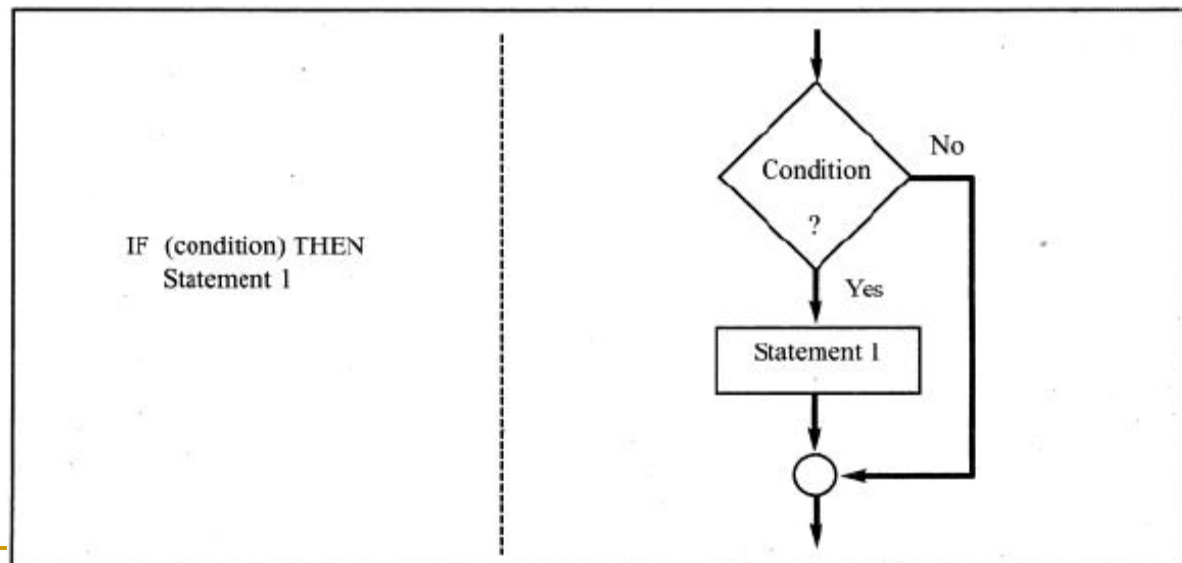 IF (condition) THEN
Statement 1
No
Condition
?
Yes
Statement 1